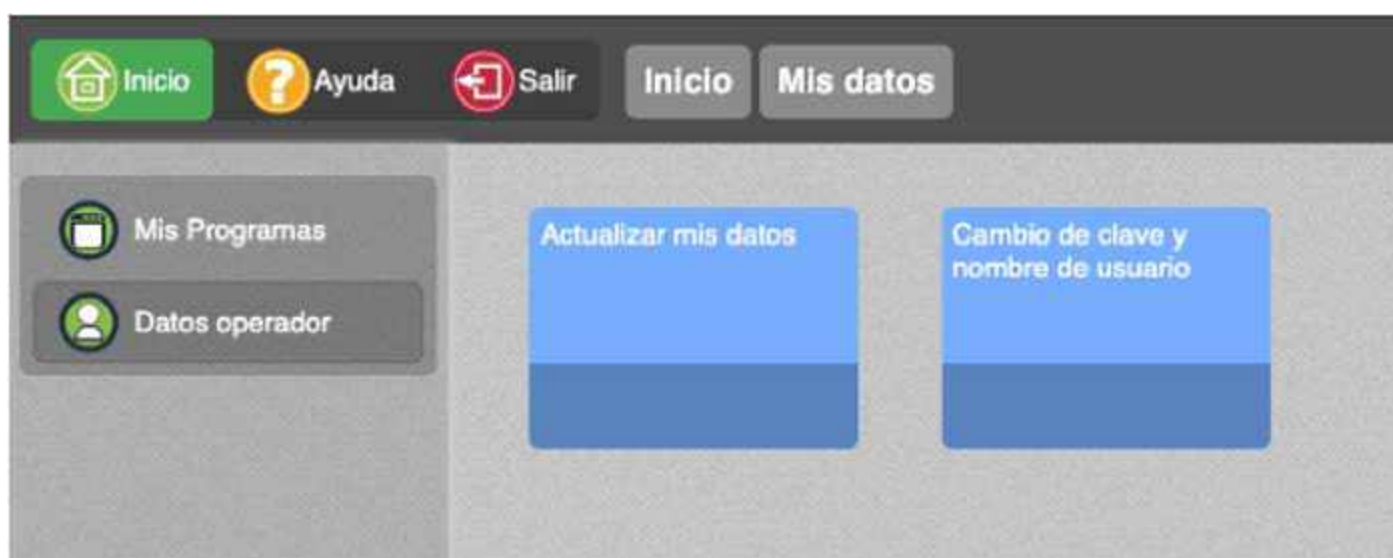 Inicio
Ayuda
Salir
Inicio
Mis datos
Mis Programas
Datos operador
Actualizar mis datos
Cambio de clave y
nombre de usuario